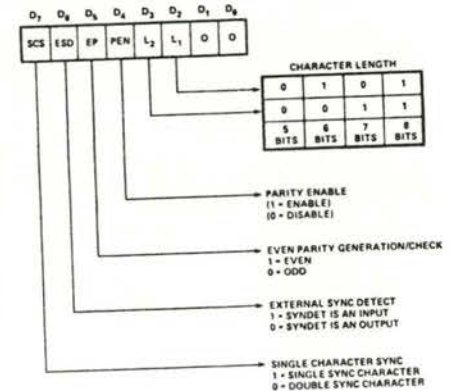 D7 D6 D5 D4 D3 D2 D1 D0
SCS ESD EP PEN L2 L1 0 0
CHARACTER LENGTH
0 1 0 1
0 0 1 1
5 BITS 6 BITS 7 BITS 8 BITS
PARITY ENABLE
(1 - ENABLE)
(0 - DISABLE)
EVEN PARITY GENERATION/CHECK
1 - EVEN
0 - ODD
EXTERNAL SYNC DETECT
1 - SYNDET IS AN INPUT
0 - SYNDET IS AN OUTPUT
SINGLE CHARACTER SYNC
1 - SINGLE SYNC CHARACTER
0 - DOUBLE SYNC CHARACTER